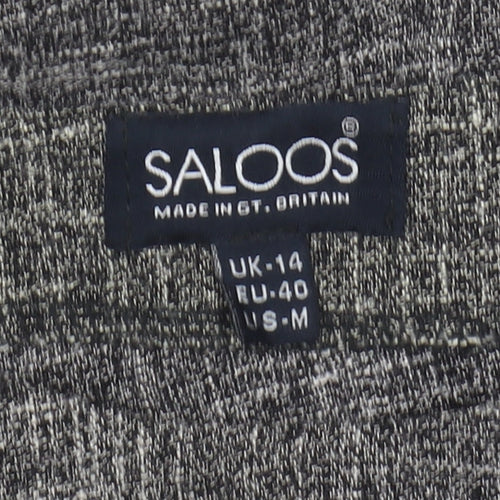 SALOOS®
MADE IN GT. BRITAIN
UK-14
EU-40
US-M